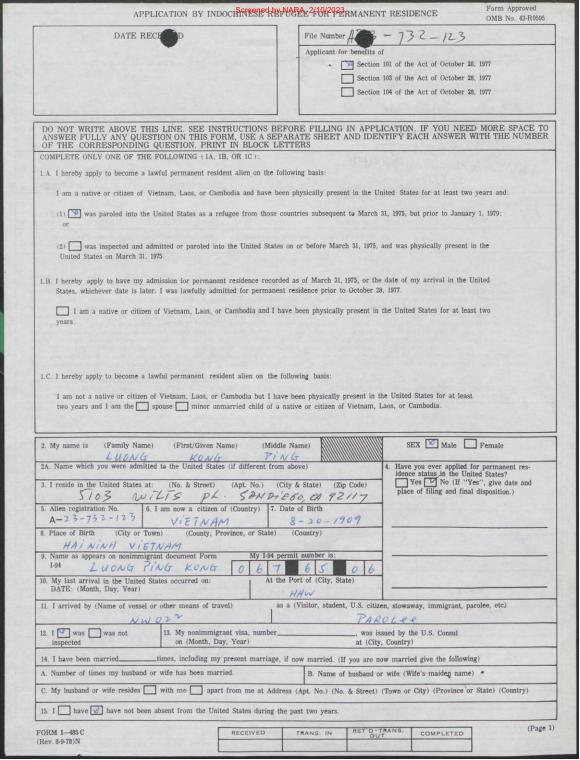 Screened by NARA, 2/10/2023
Form Approved
APPLICATION BY INDOCHINESE REFUGEE FOR PERMANENT RESIDENCE
OMB No. 43-R0595
DATE RECEIVED
File Number A23-732-123
Applicant for benefits of
Section 101 of the Act of October 28, 1977
Section 103 of the Act of October 28, 1977
Section 104 of the Act of October 28, 1977
DO NOT WRITE ABOVE THIS LINE. SEE INSTRUCTIONS BEFORE FILLING IN APPLICATION. IF YOU NEED MORE SPACE TO
ANSWER FULLY ANY QUESTION ON THIS FORM, USE A SEPARATE SHEET AND IDENTIFY EACH ANSWER WITH THE NUMBER
OF THE CORRESPONDING QUESTION. PRINT IN BLOCK LETTERS
COMPLETE ONLY ONE OF THE FOLLOWING (1A, 1B, OR 1C):
1.A. I hereby apply to become a lawful permanent resident alien on the following basis:
I am a native or citizen of Vietnam, Laos, or Cambodia and have been physically present in the United States for at least two years and:
(1) was paroled into the United States as a refugee from those countries subsequent to March 31, 1975, but prior to January 1, 1979;
or
(2) was inspected and admitted or paroled into the United States on or before March 31, 1975, and was physically present in the
United States on March 31, 1975.
1.B. I hereby apply to have my admission for permanent residence recorded as of March 31, 1975, or the date of my arrival in the United
States, whichever date is later. I was lawfully admitted for permanent residence prior to October 28, 1977.
I am a native or citizen of Vietnam, Laos, or Cambodia and I have been physically present in the United States for at least two
years.
1.C. I hereby apply to become a lawful permanent resident alien on the following basis:
I am not a native or citizen of Vietnam, Laos, or Cambodia but I have been physically present in the United States for at least
two years and I am the spouse minor unmarried child of a native or citizen of Vietnam, Laos, or Cambodia.
2. My name is (Family Name) (First/Given Name) (Middle Name)
LUONG KONG PING
SEX Male Female
2A. Name which you were admitted to the United States (if different from above)
4. Have you ever applied for permanent res-
idence status in the United States?
Yes No (If "Yes", give date and
place of filing and final disposition.)
3. I reside in the United States at: (No. & Street) (Apt. No.) (City & State) (Zip Code)
5103 WILTS PL. SANDIEGO, CA 92117
5. Alien registration No. 6. I am now a citizen of (Country) 7. Date of Birth
A-23-732-123 VIETNAM 8-20-1909
8. Place of Birth (City or Town) (County, Province, or State) (Country)
HAI NINH VIETNAM
9. Name as appears on nonimmigrant document Form My I-94 permit number is:
I-94 LUONG PING KONG 067 65 06
10. My last arrival in the United States occurred on: At the Port of (City, State)
DATE: (Month, Day, Year) HHW
11. I arrived by (Name of vessel or other means of travel) as a (Visitor, student, U.S. citizen, stowaway, immigrant, parolee, etc)
NW022 PAROLEE
12. I was was not 13. My nonimmigrant visa, number , was issued by the U.S. Consul
inspected on (Month, Day, Year) at (City, Country)
14. I have been married times, including my present marriage, if now married. (If you are now married give the following)
A. Number of times my husband or wife has been married. B. Name of husband or wife (Wife's maiden name)
C. My husband or wife resides with me apart from me at Address (Apt. No.) (No. & Street) (Town or City) (Province or State) (Country)
15. I have have not been absent from the United States during the past two years.
FORM I-485 C
(Rev. 8-9-78)N
RECEIVED TRANS. IN RET'D-TRANS. OUT COMPLETED
(Page 1)